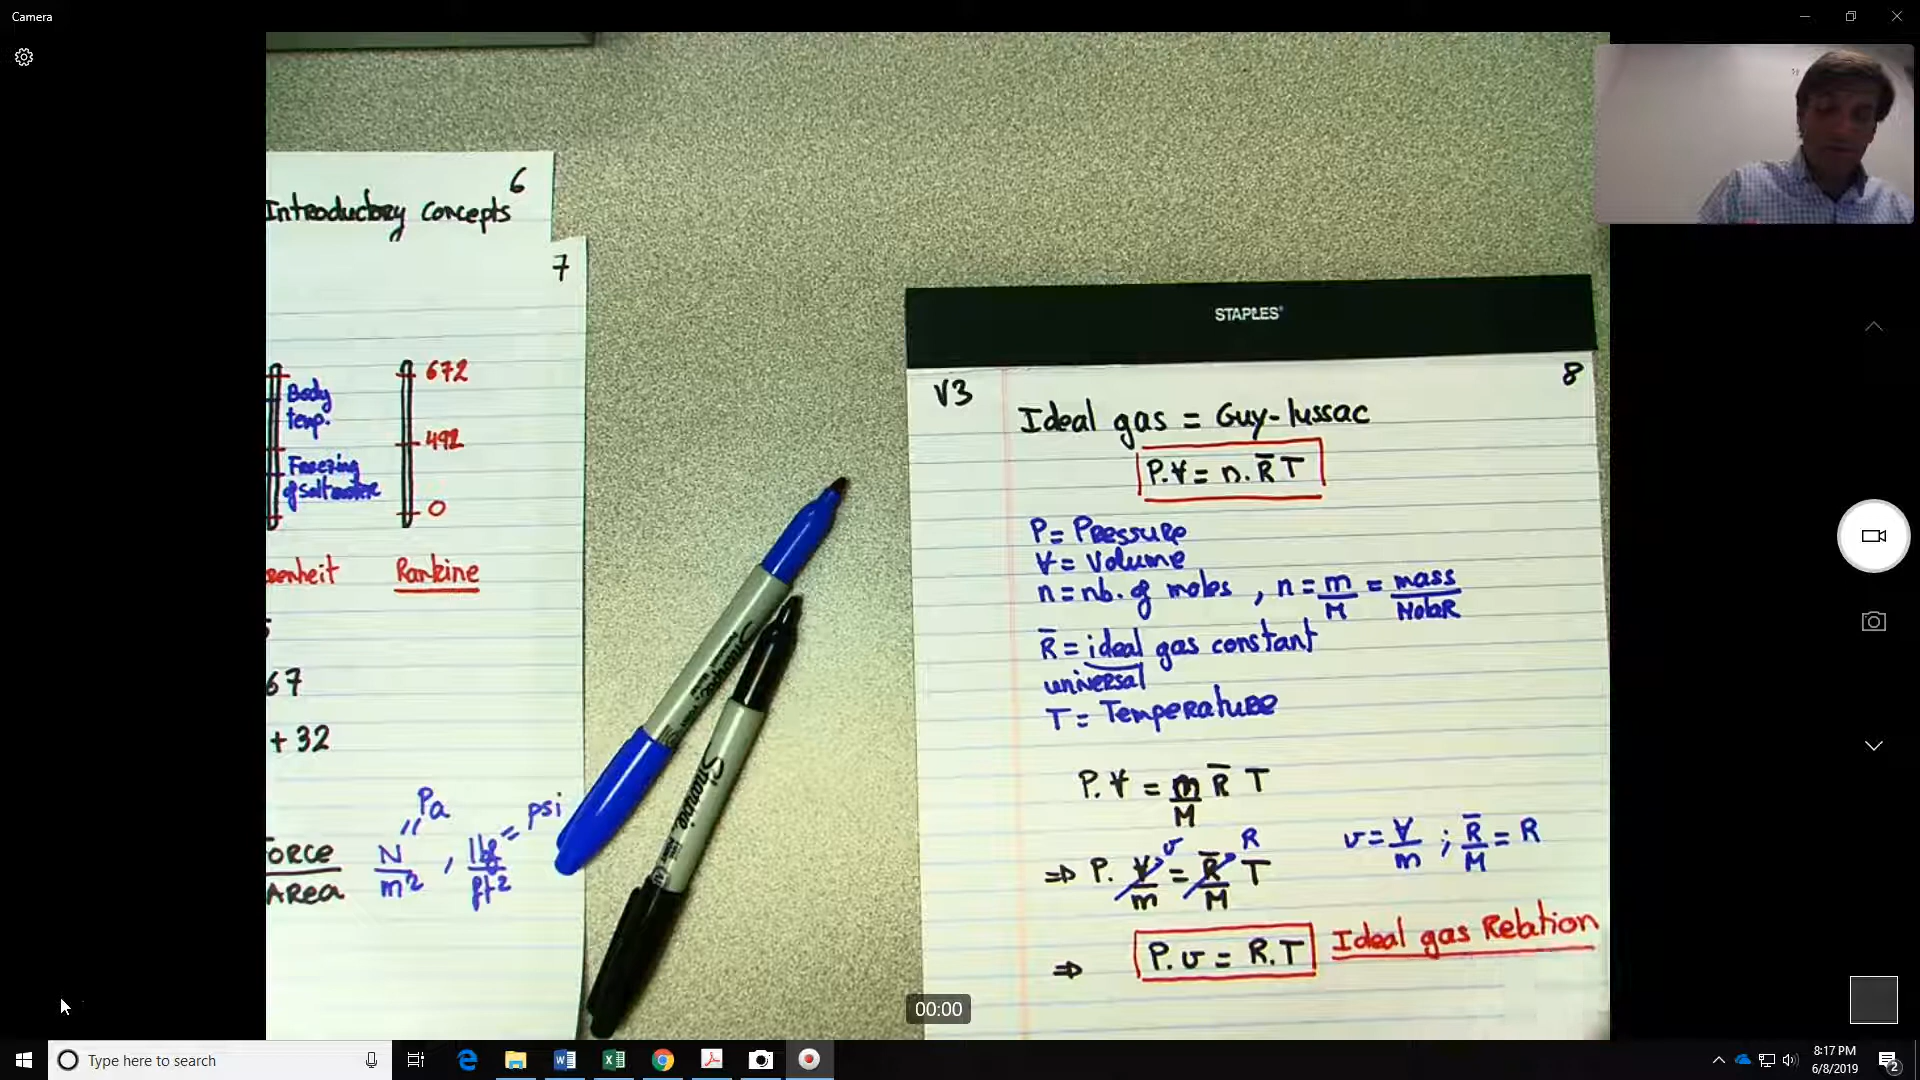 Camera
6
Introductory Concepts
7
Body
temp.
Freezing
of saltwater
672
492
0
Rankine
67
+ 32
Pa
psi
N
m²
,
lbf
ft²
=
Force
Area
Sharpie
Sharpie
STAPLES
V3
8
Ideal gas = Guy-lussac
P.V̶ = n.R̄ T
P = Pressure
V̶ = Volume
n = nb. of moles , n = m/M = mass/Molar
R̄ = ideal gas constant
universal
T = Temperature
P.V̶ = m/M R̄ T
v R
⇒ P. V̶/m = R̄/M T
v = V̶/m ; R̄/M = R
⇒ P.v = R.T Ideal gas Relation
00:00
Type here to search
8:17 PM
6/8/2019
2